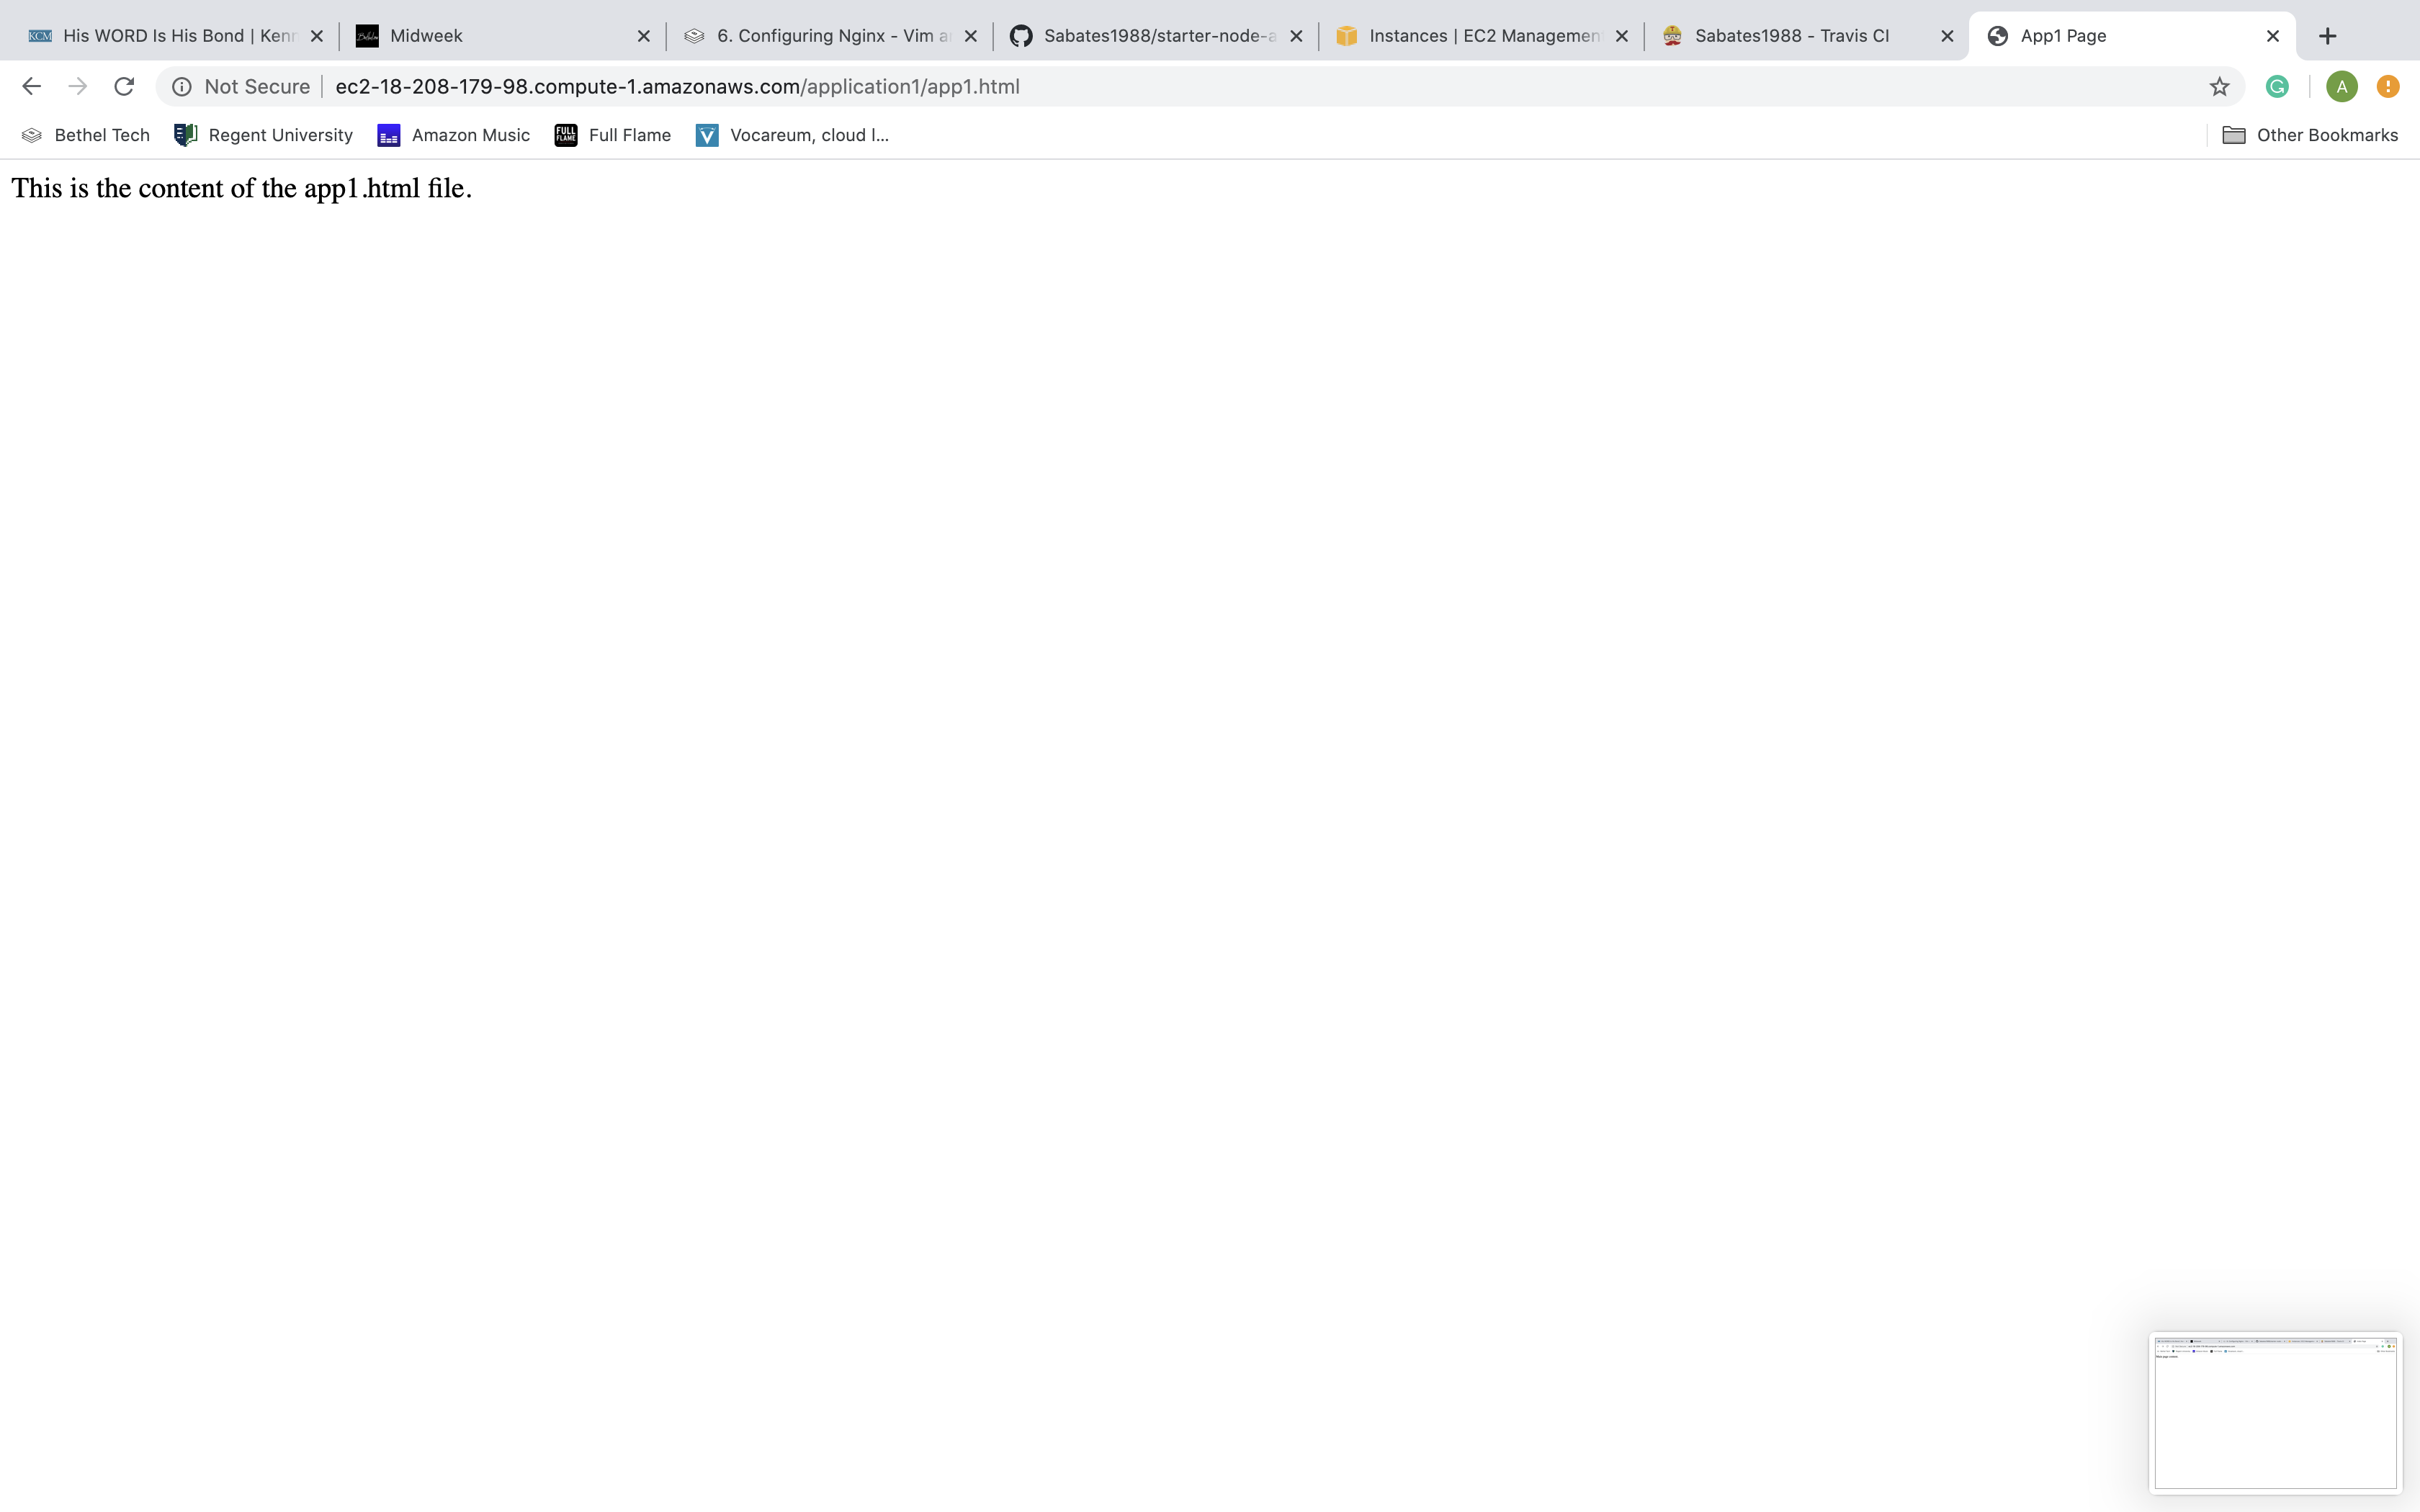 KCM His WORD Is His Bond | Ken
Midweek
6. Configuring Nginx - Vim a
Sabates1988/starter-node-a
Instances | EC2 Managemen
Sabates1988 - Travis CI
App1 Page
Not Secure ec2-18-208-179-98.compute-1.amazonaws.com/application1/app1.html A
Bethel Tech Regent University Amazon Music FULL FLAME Full Flame V Vocareum, cloud l... Other Bookmarks
This is the content of the app1.html file.